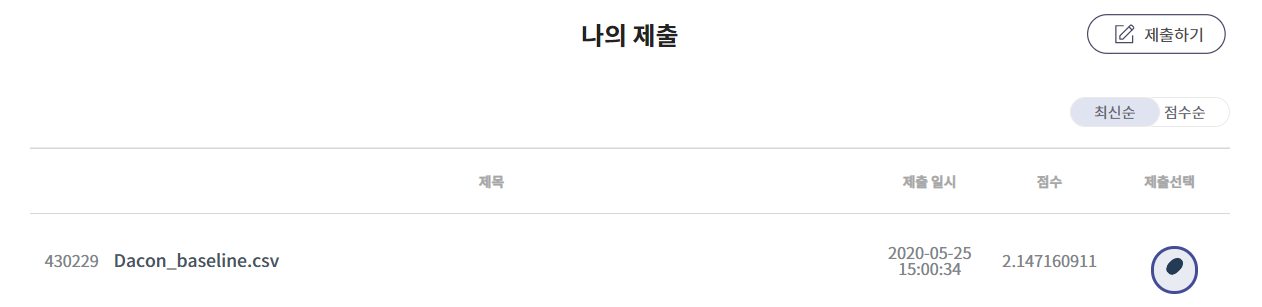 나의 제출
제출하기
최신순 점수순
제목 제출 일시 점수 제출선택
430229 Dacon_baseline.csv 2020-05-25 15:00:34 2.147160911